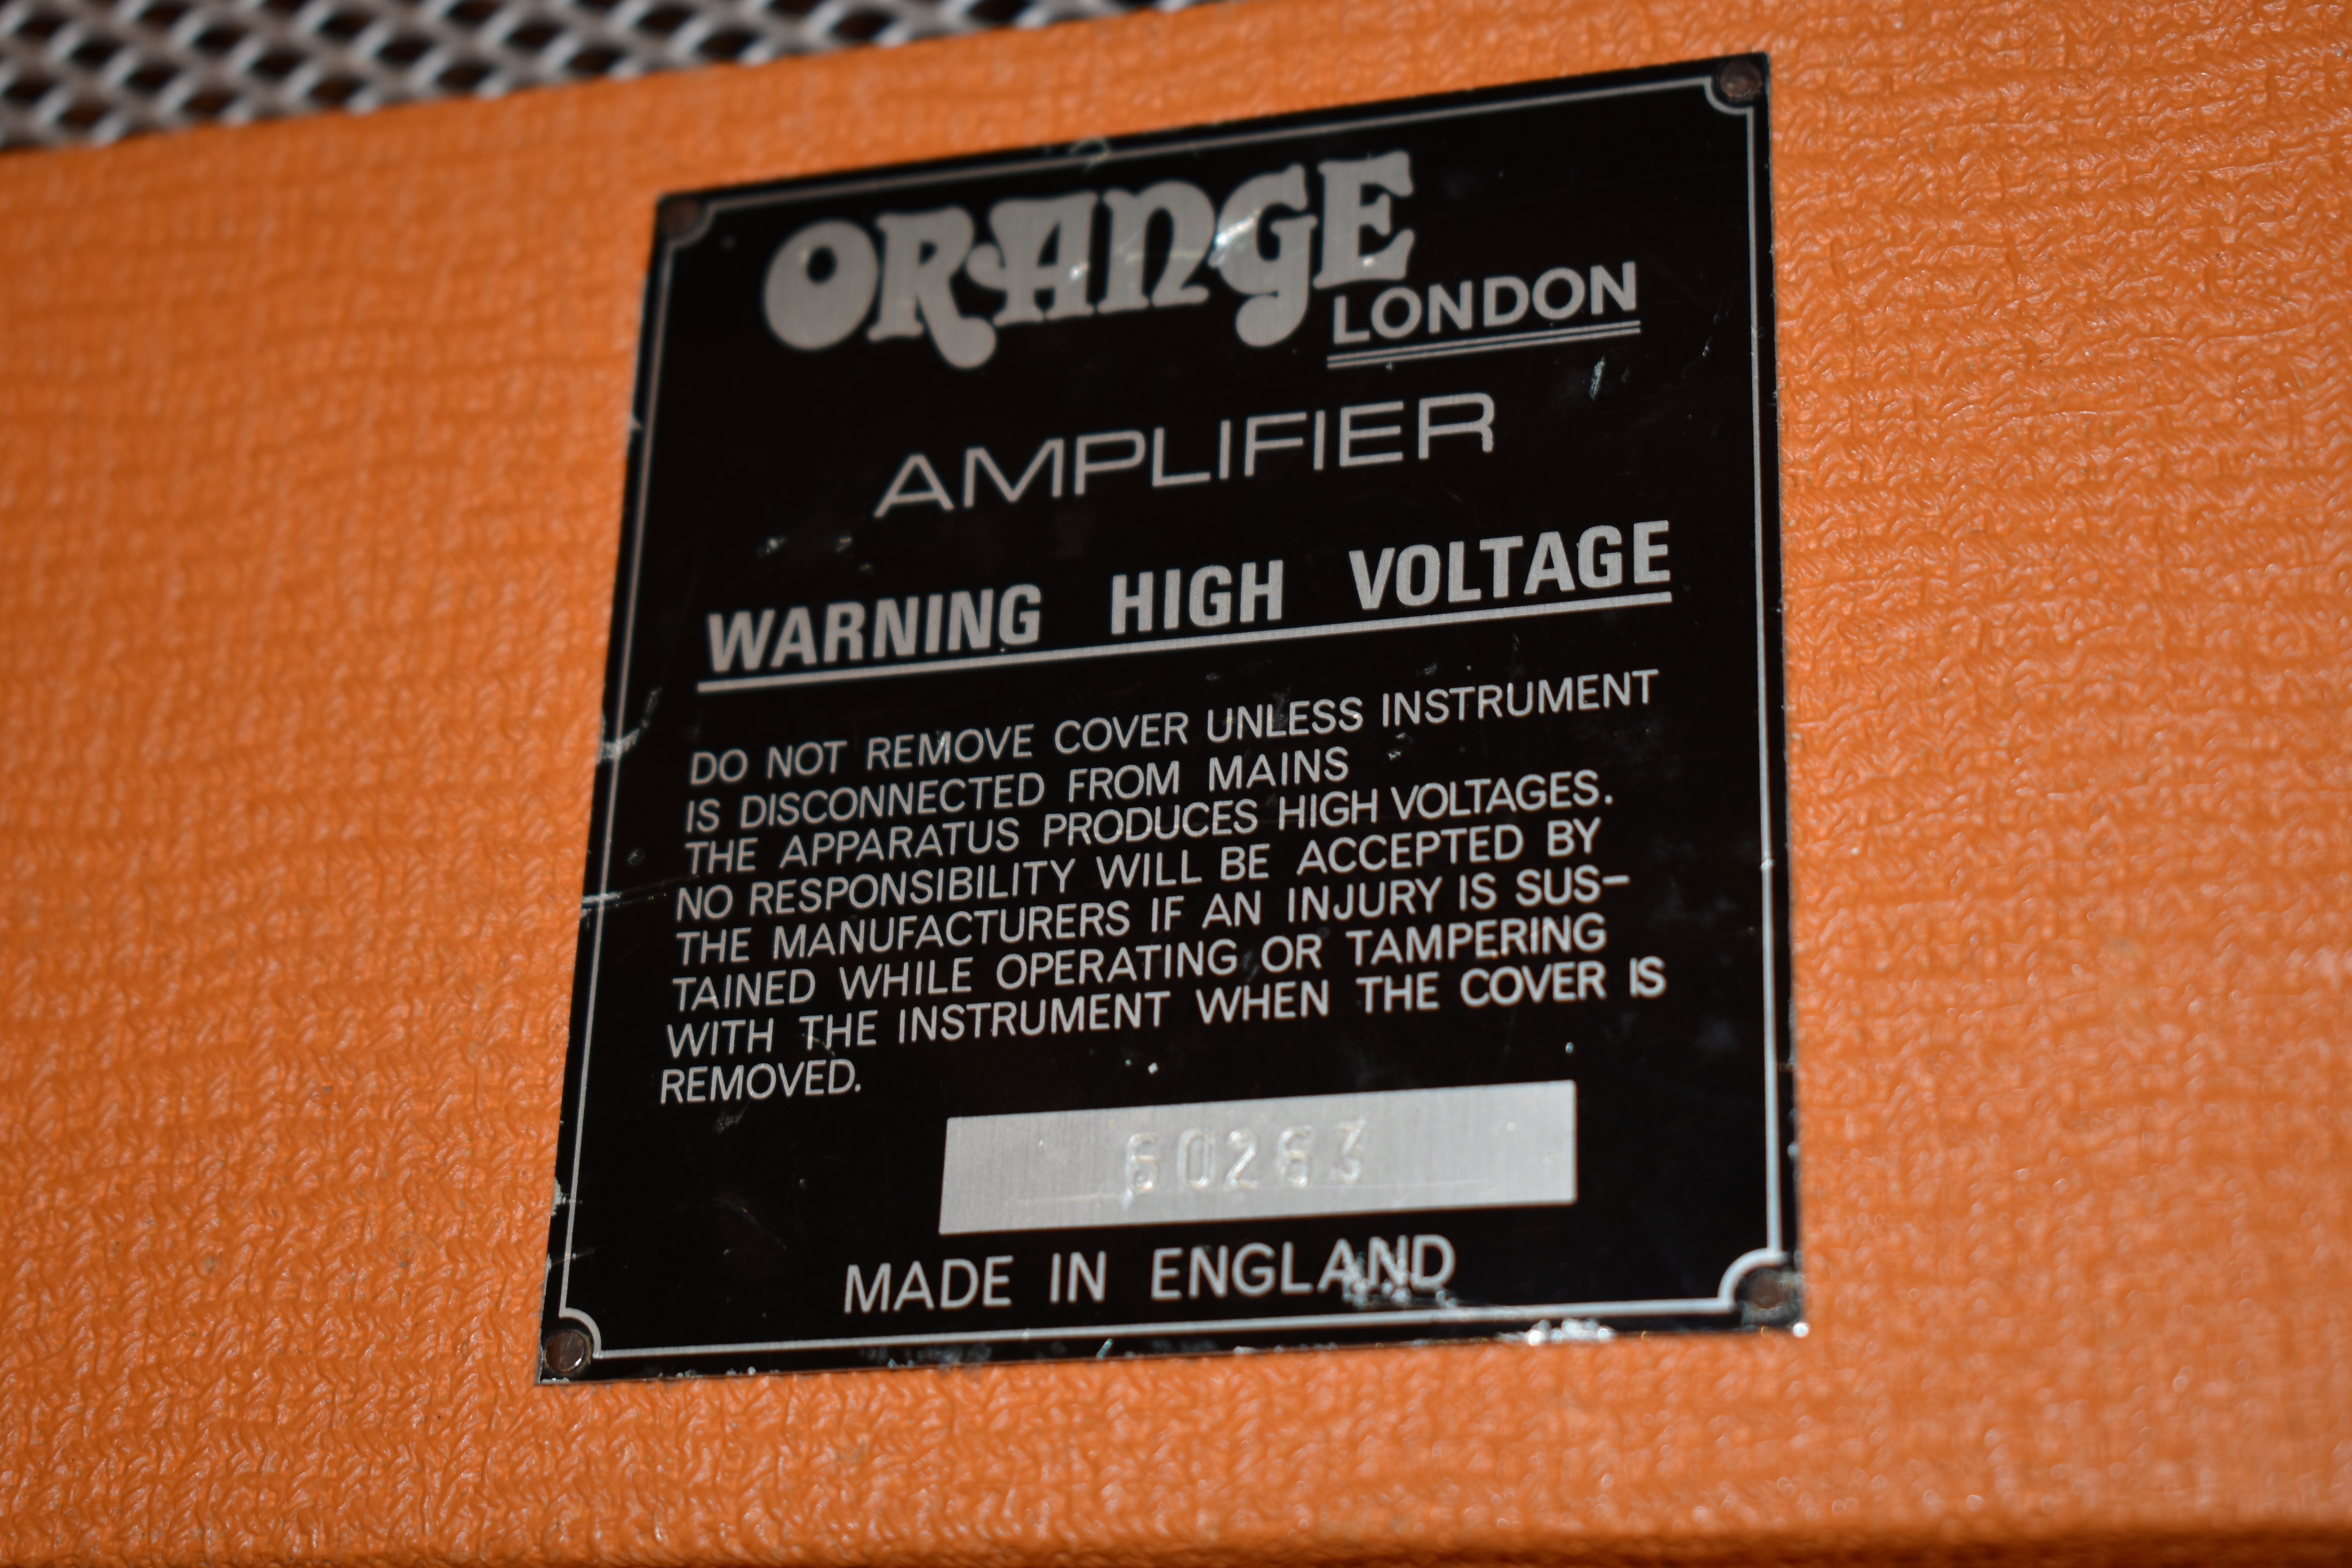 ORANGE
LONDON
AMPLIFIER
WARNING HIGH VOLTAGE
DO NOT REMOVE COVER UNLESS INSTRUMENT
IS DISCONNECTED FROM MAINS
THE APPARATUS PRODUCES HIGH VOLTAGES.
NO RESPONSIBILITY WILL BE ACCEPTED BY
THE MANUFACTURERS IF AN INJURY IS SUS–
TAINED WHILE OPERATING OR TAMPERING
WITH THE INSTRUMENT WHEN THE COVER IS
REMOVED.
60263
MADE IN ENGLAND